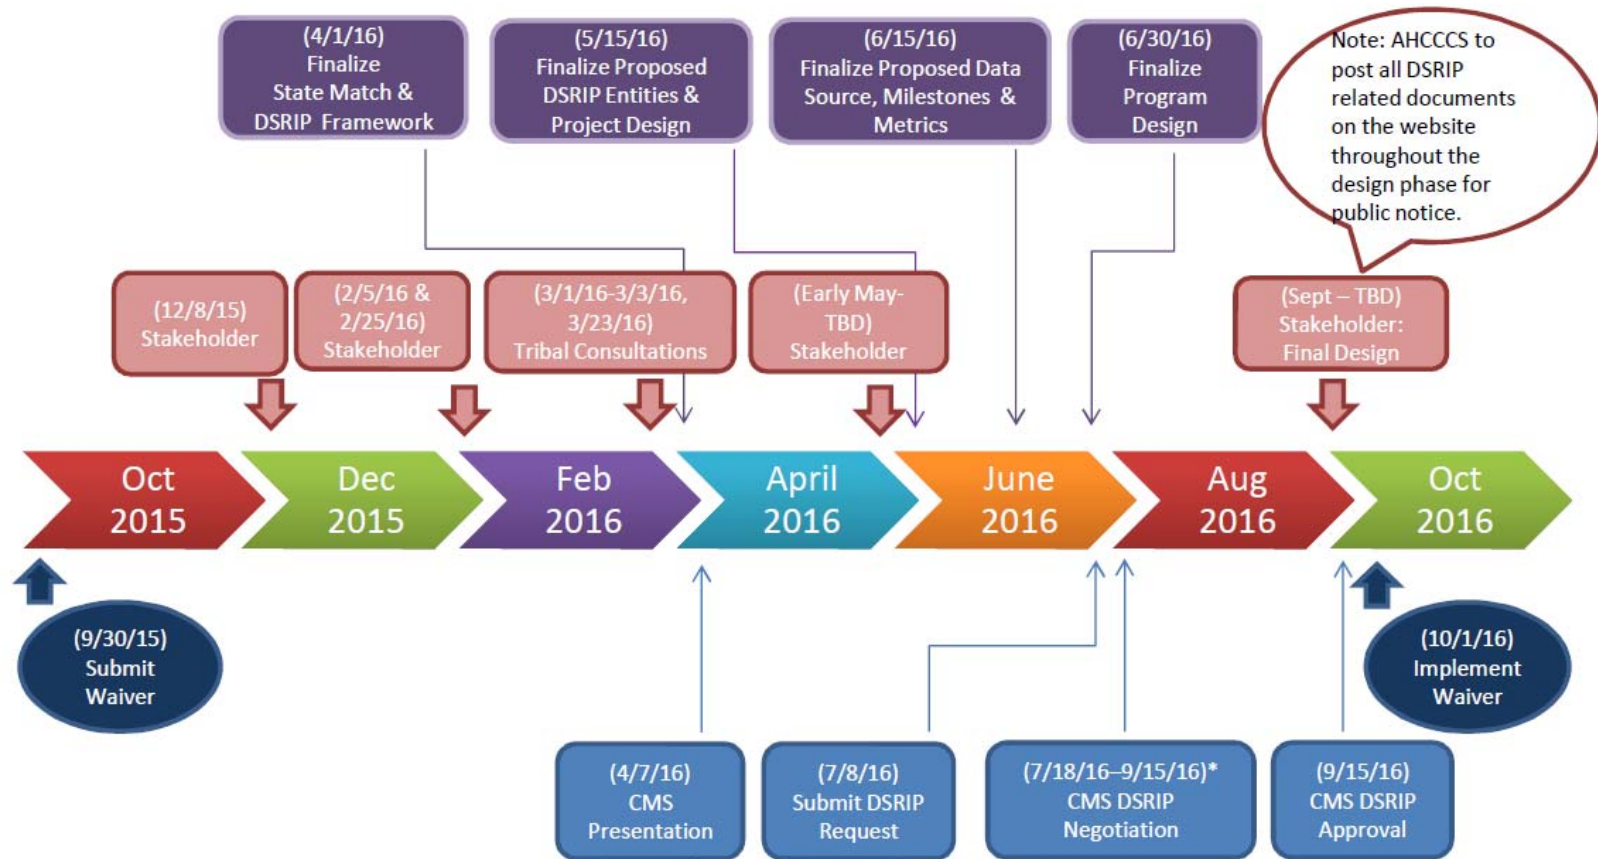 (4/1/16)
Finalize
State Match &
DSRIP Framework
(5/15/16)
Finalize Proposed
DSRIP Entities &
Project Design
(6/15/16)
Finalize Proposed Data
Source, Milestones &
Metrics
(6/30/16)
Finalize
Program
Design
Note: AHCCCS to
post all DSRIP
related documents
on the website
throughout the
design phase for
public notice.
(12/8/15)
Stakeholder
(2/5/16 &
2/25/16)
Stakeholder
(3/1/16-3/3/16,
3/23/16)
Tribal Consultations
(Early May-
TBD)
Stakeholder
(Sept – TBD)
Stakeholder:
Final Design
Oct
2015
Dec
2015
Feb
2016
April
2016
June
2016
Aug
2016
Oct
2016
(9/30/15)
Submit
Waiver
(10/1/16)
Implement
Waiver
(4/7/16)
CMS
Presentation
(7/8/16)
Submit DSRIP
Request
(7/18/16–9/15/16)*
CMS DSRIP
Negotiation
(9/15/16)
CMS DSRIP
Approval